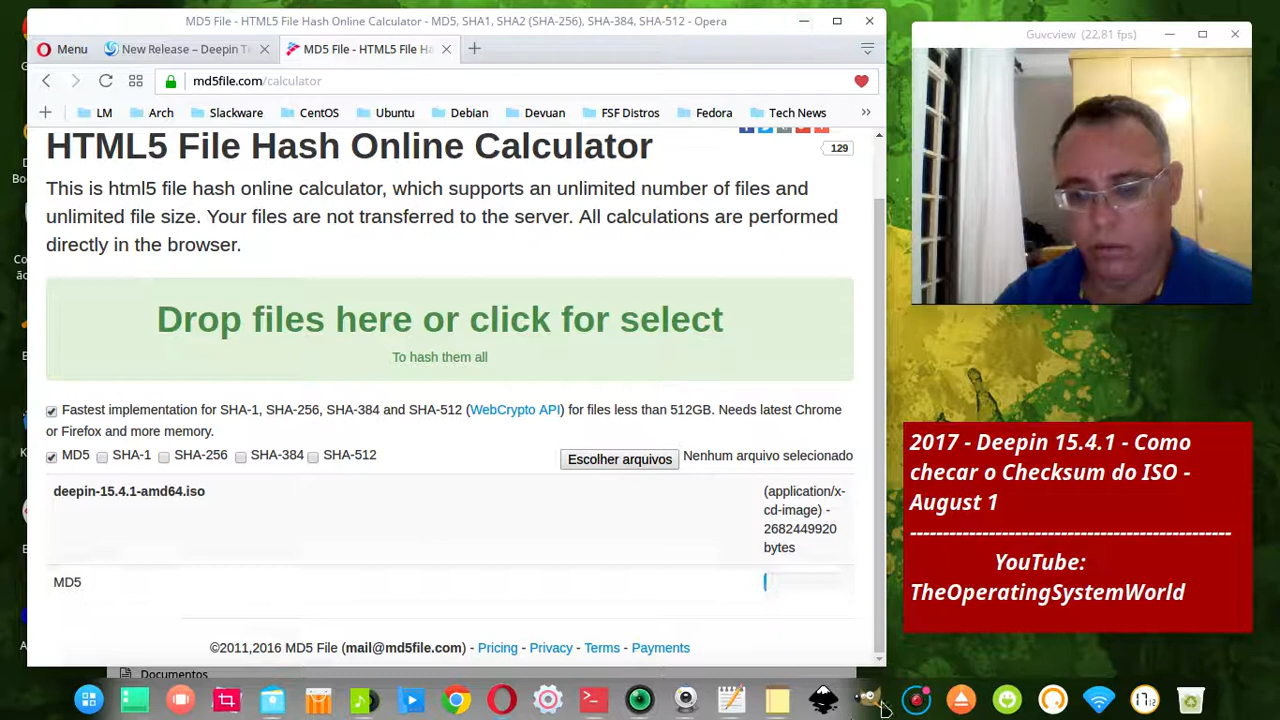 MD5 File - HTML5 File Hash Online Calculator - MD5, SHA1, SHA2 (SHA-256), SHA-384, SHA-512 - Opera
Menu
New Release – Deepin T
MD5 File - HTML5 File H
md5file.com/calculator
LM
Arch
Slackware
CentOS
Ubuntu
Debian
Devuan
FSF Distros
Fedora
Tech News
HTML5 File Hash Online Calculator
129
This is html5 file hash online calculator, which supports an unlimited number of files and
unlimited file size. Your files are not transferred to the server. All calculations are performed
directly in the browser.
Drop files here or click for select
To hash them all
Fastest implementation for SHA-1, SHA-256, SHA-384 and SHA-512 (WebCrypto API) for files less than 512GB. Needs latest Chrome
or Firefox and more memory.
MD5 SHA-1 SHA-256 SHA-384 SHA-512
Escolher arquivos Nenhum arquivo selecionado
deepin-15.4.1-amd64.iso
(application/x-
cd-image) -
2682449920
bytes
MD5
©2011,2016 MD5 File (mail@md5file.com) - Pricing - Privacy - Terms - Payments
Documentos
Guvcview (22,81 fps)
2017 - Deepin 15.4.1 - Como
checar o Checksum do ISO -
August 1
--------------------------------------------------
YouTube:
TheOperatingSystemWorld
17 12